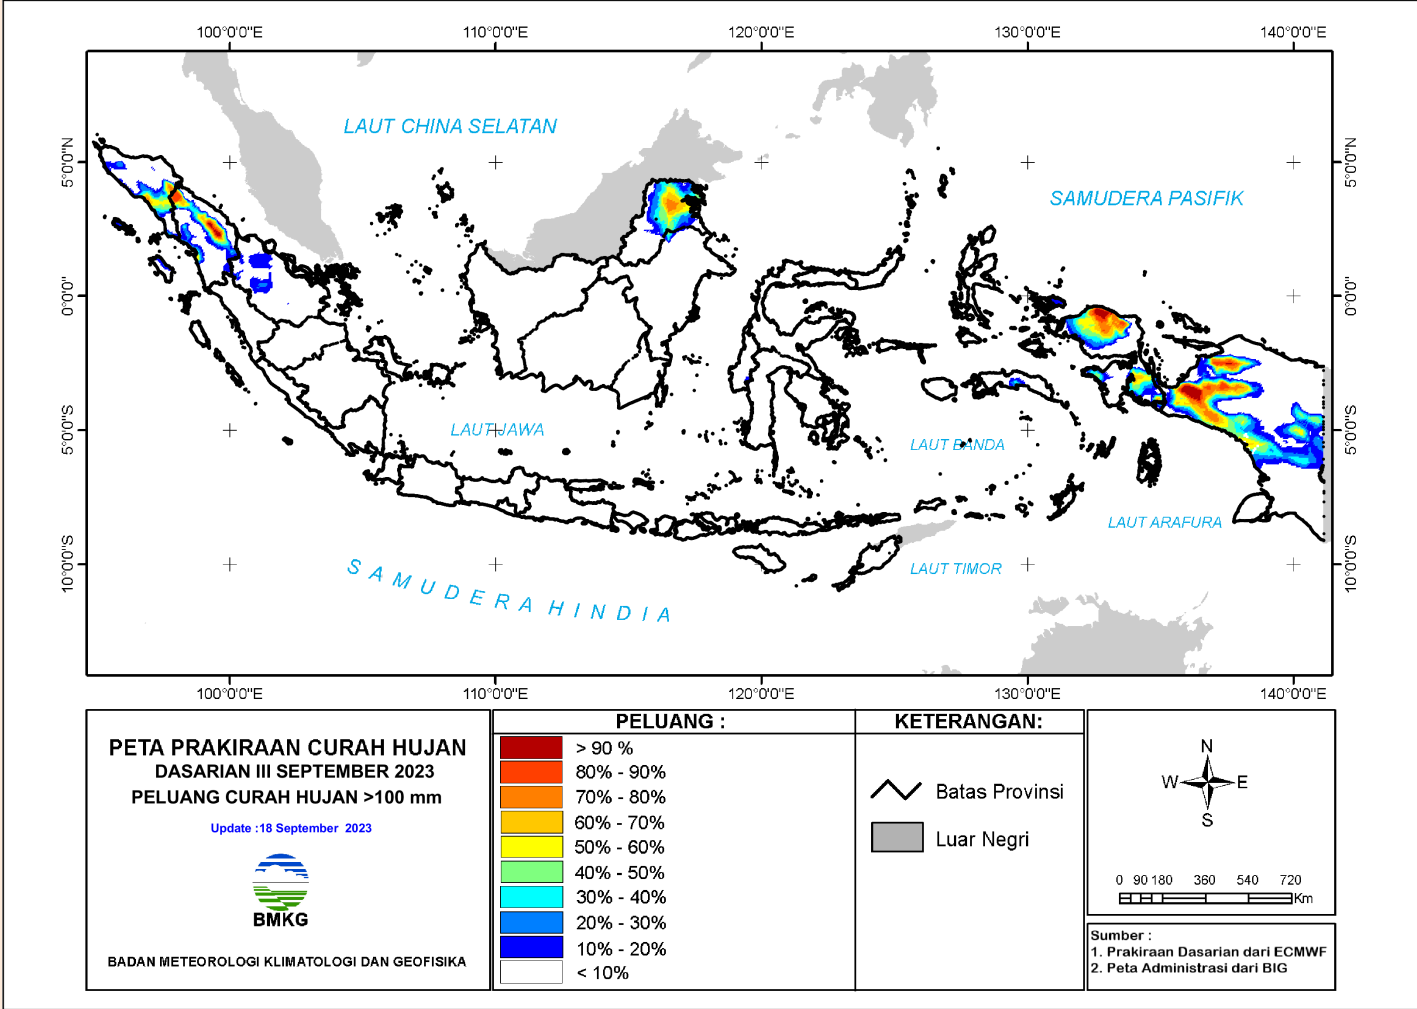 100°0'0"E 110°0'0"E 120°0'0"E 130°0'0"E 140°0'0"E
5°0'0"N
0°0'0"
5°0'0"S
10°0'0"S
LAUT CHINA SELATAN
SAMUDERA PASIFIK
LAUT JAWA
LAUT BANDA
LAUT ARAFURA
LAUT TIMOR
SAMUDERA HINDIA
5°0'0"N
0°0'0"
5°0'0"S
10°0'0"S
100°0'0"E 110°0'0"E 120°0'0"E 130°0'0"E 140°0'0"E
PETA PRAKIRAAN CURAH HUJAN
DASARIAN III SEPTEMBER 2023
PELUANG CURAH HUJAN >100 mm
Update :18 September 2023
BMKG
BADAN METEOROLOGI KLIMATOLOGI DAN GEOFISIKA
PELUANG :
> 90 %
80% - 90%
70% - 80%
60% - 70%
50% - 60%
40% - 50%
30% - 40%
20% - 30%
10% - 20%
< 10%
KETERANGAN:
Batas Provinsi
Luar Negri
N
W E
S
0 90 180 360 540 720
Km
Sumber :
1. Prakiraan Dasarian dari ECMWF
2. Peta Administrasi dari BIG